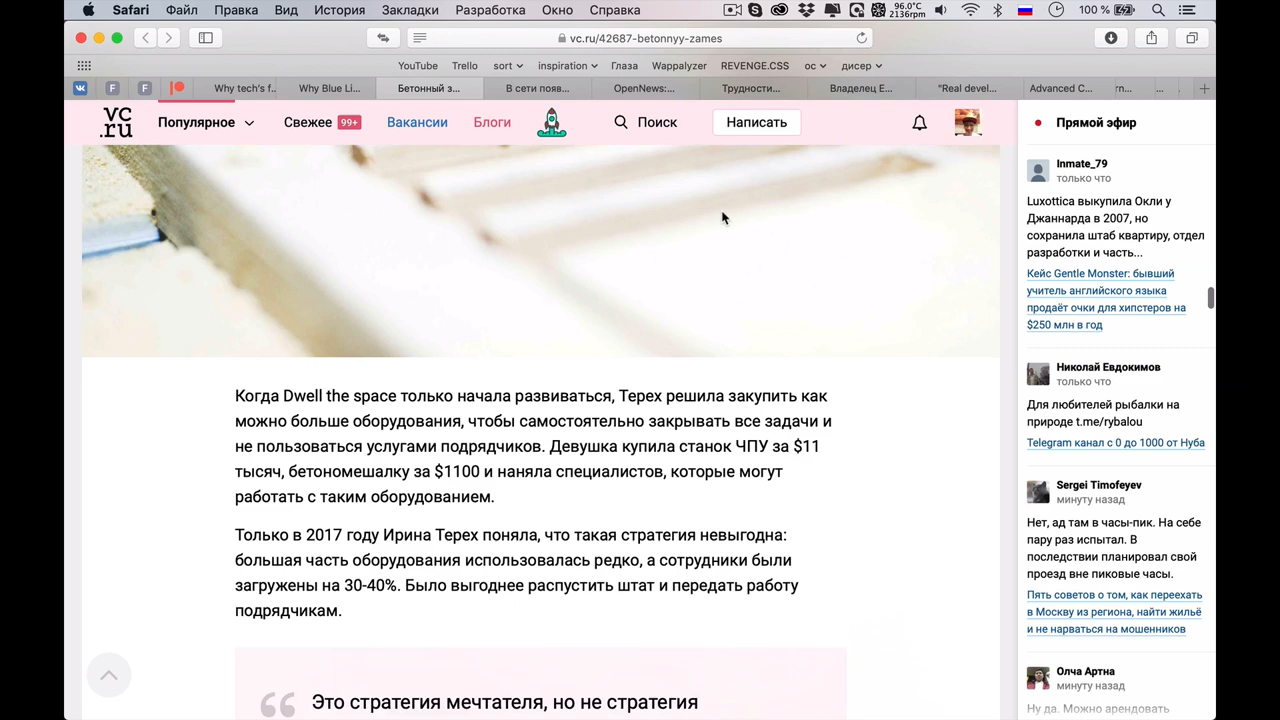 Safari Файл Правка Вид История Закладки Разработка Окно Справка 96.0°C 2136rpm 100 %
vc.ru/42687-betonnyy-zames
YouTube Trello sort inspiration Глаза Wappalyzer REVENGE.CSS ос дисер
F F Why tech's f. Why Blue Li... Бетонный з... В сети появ... OpenNews:... Трудности... Владелец Е... "Real devel... Advanced C...
vc.ru Популярное Свежее 99+ Вакансии Блоги Поиск Написать
Когда Dwell the space только начала развиваться, Терех решила закупить как
можно больше оборудования, чтобы самостоятельно закрывать все задачи и
не пользоваться услугами подрядчиков. Девушка купила станок ЧПУ за $11
тысяч, бетономешалку за $1100 и наняла специалистов, которые могут
работать с таким оборудованием.
Только в 2017 году Ирина Терех поняла, что такая стратегия невыгодна:
большая часть оборудования использовалась редко, а сотрудники были
загружены на 30-40%. Было выгоднее распустить штат и передать работу
подрядчикам.
Это стратегия мечтателя, но не стратегия
Прямой эфир
Inmate_79
только что
Luxottica выкупила Окли у
Джаннарда в 2007, но
сохранила штаб квартиру, отдел
разработки и часть...
Кейс Gentle Monster: бывший
учитель английского языка
продаёт очки для хипстеров на
$250 млн в год
Николай Евдокимов
только что
Для любителей рыбалки на
природе t.me/rybalou
Telegram канал с 0 до 1000 от Нуба
Sergei Timofeyev
минуту назад
Нет, ад там в часы-пик. На себе
пару раз испытал. В
последствии планировал свой
проезд вне пиковых часы.
Пять советов о том, как переехать
в Москву из региона, найти жильё
и не нарваться на мошенников
Олча Артна
минуту назад
Ну да. Можно арендовать